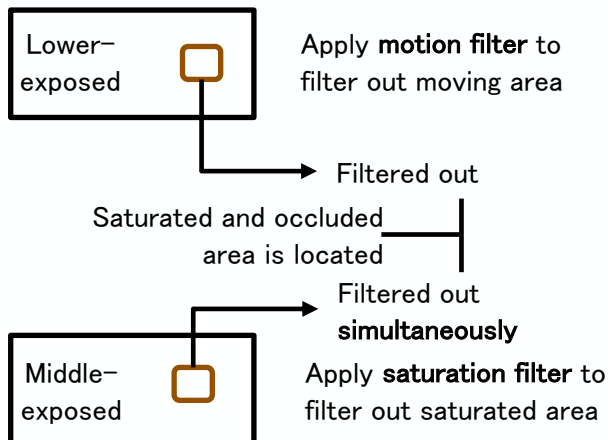 Lower-
exposed
Apply motion filter to
filter out moving area
Filtered out
Saturated and occluded
area is located
Filtered out
simultaneously
Middle-
exposed
Apply saturation filter to
filter out saturated area